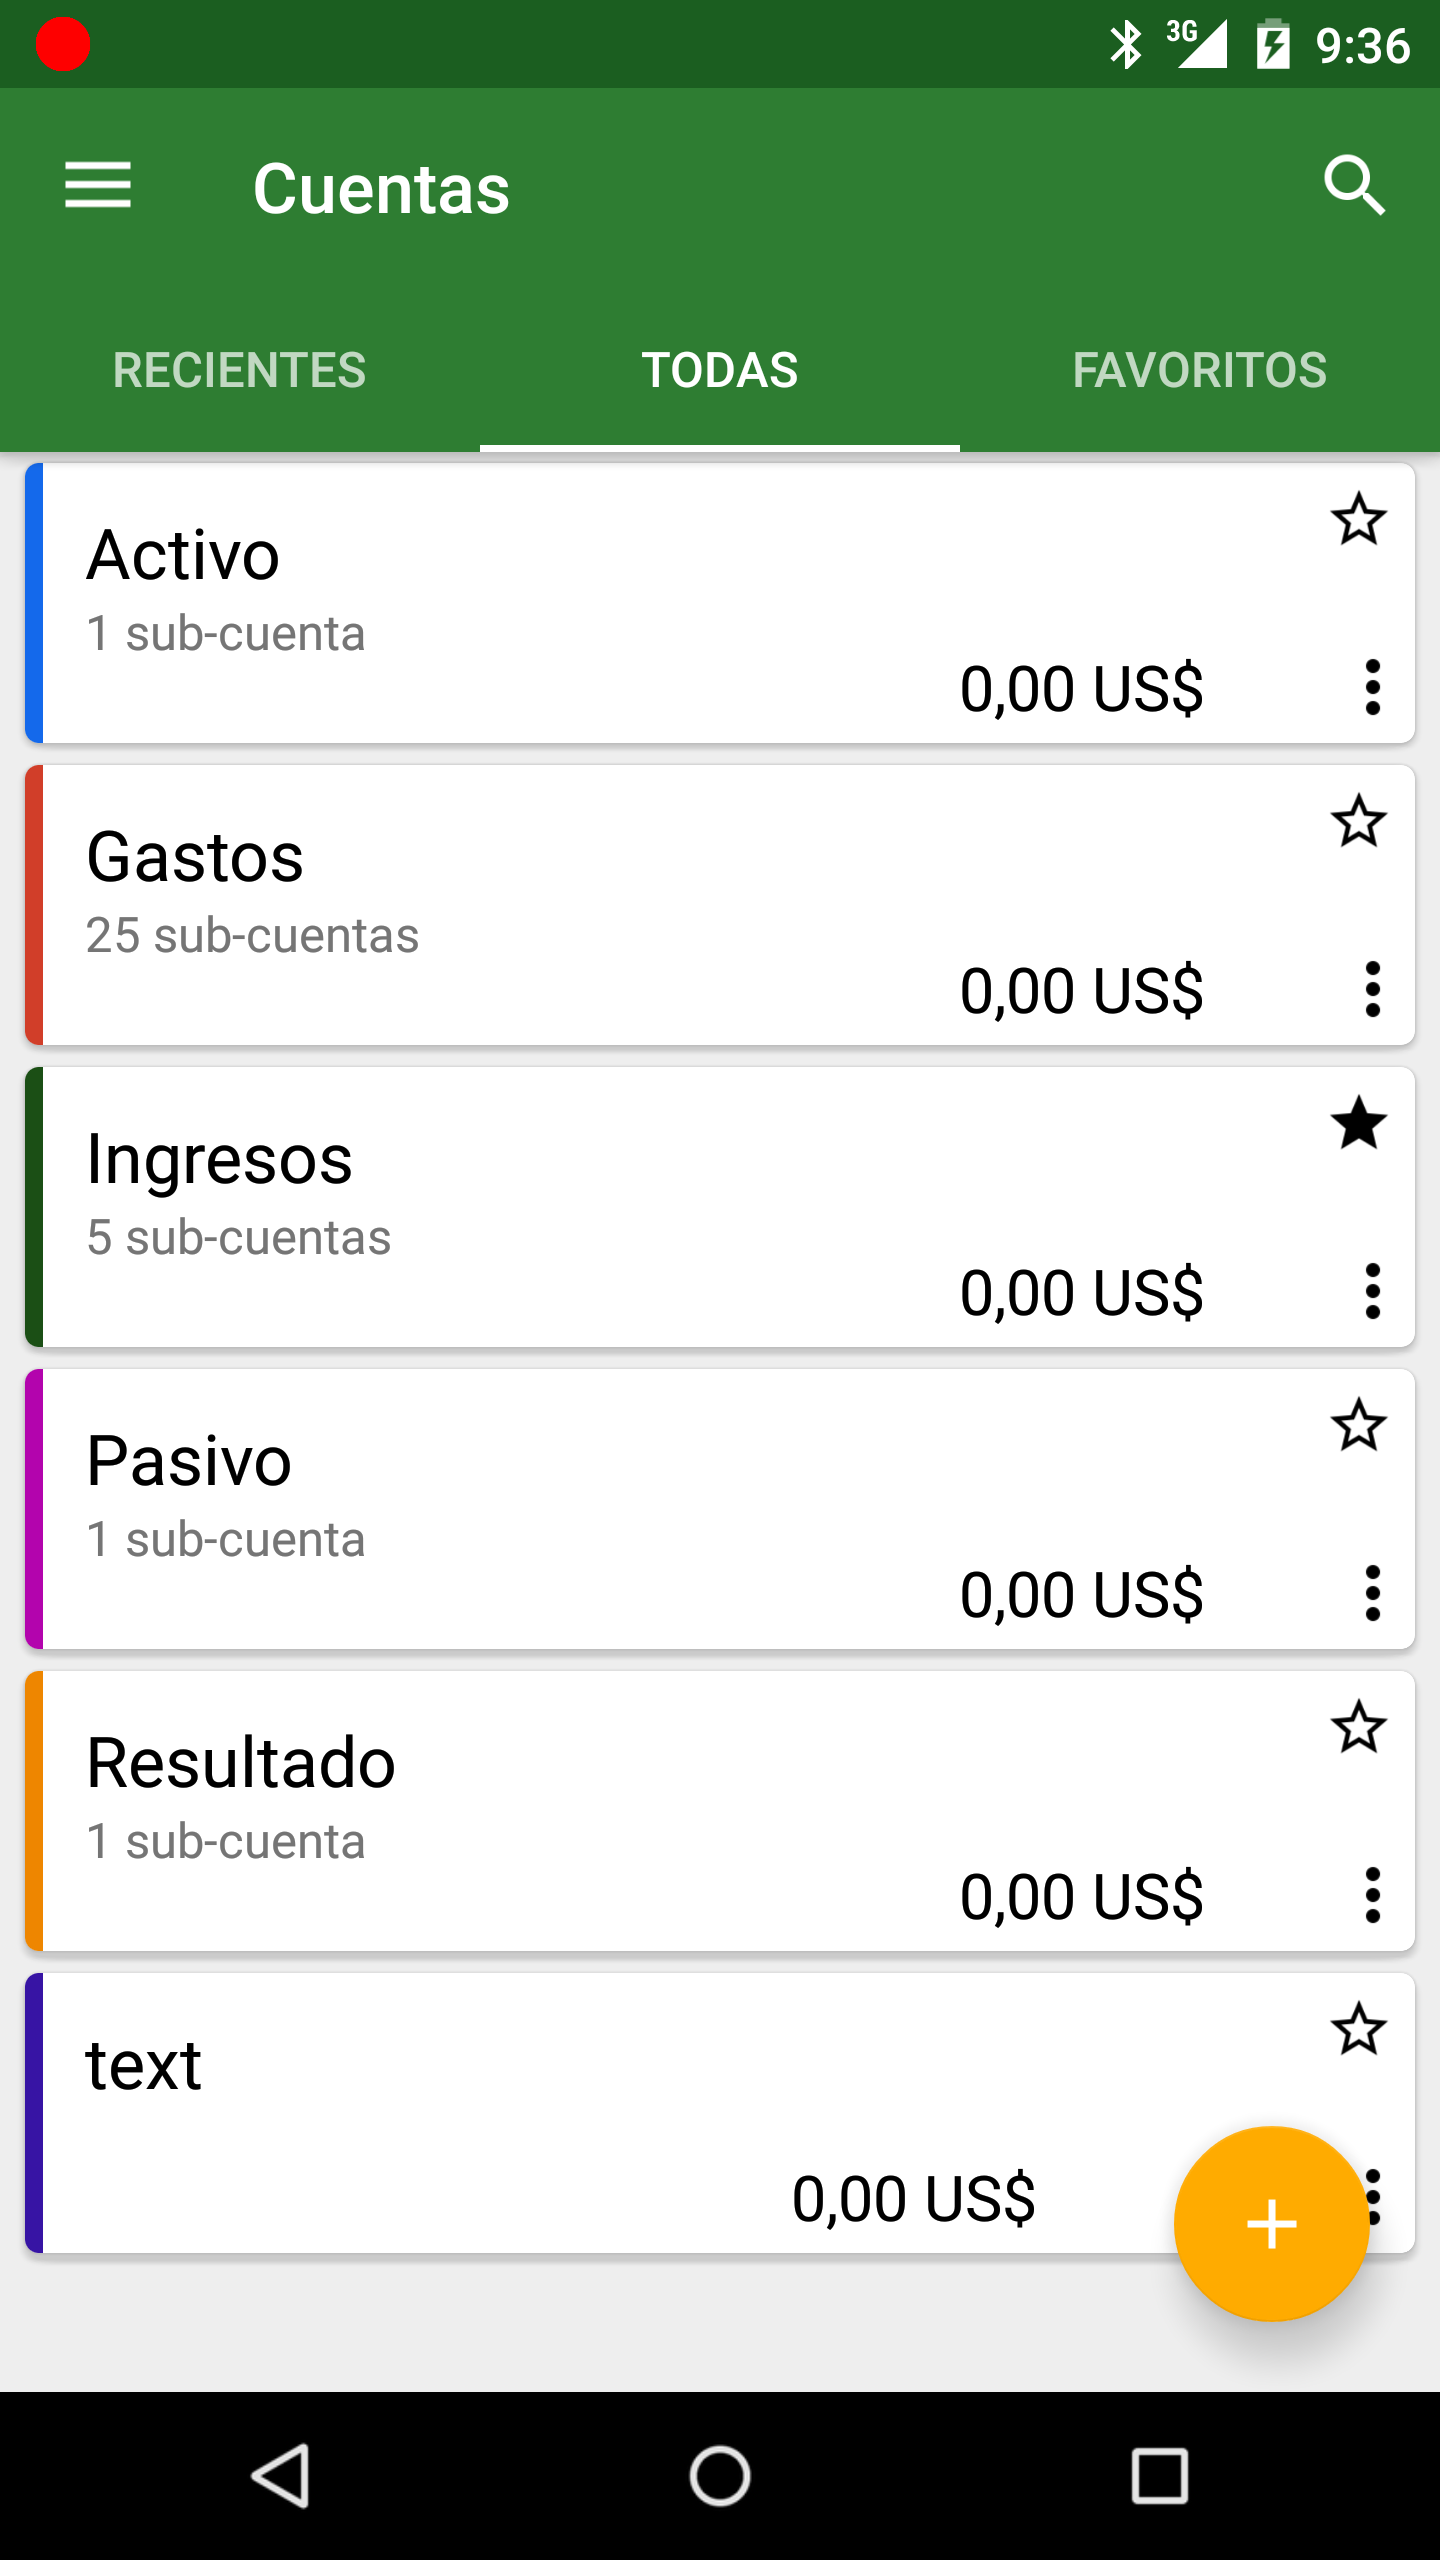 3G 9:36
Cuentas
RECIENTES TODAS FAVORITOS
Activo
1 sub-cuenta
0,00 US$
Gastos
25 sub-cuentas
0,00 US$
Ingresos
5 sub-cuentas
0,00 US$
Pasivo
1 sub-cuenta
0,00 US$
Resultado
1 sub-cuenta
0,00 US$
text
0,00 US$